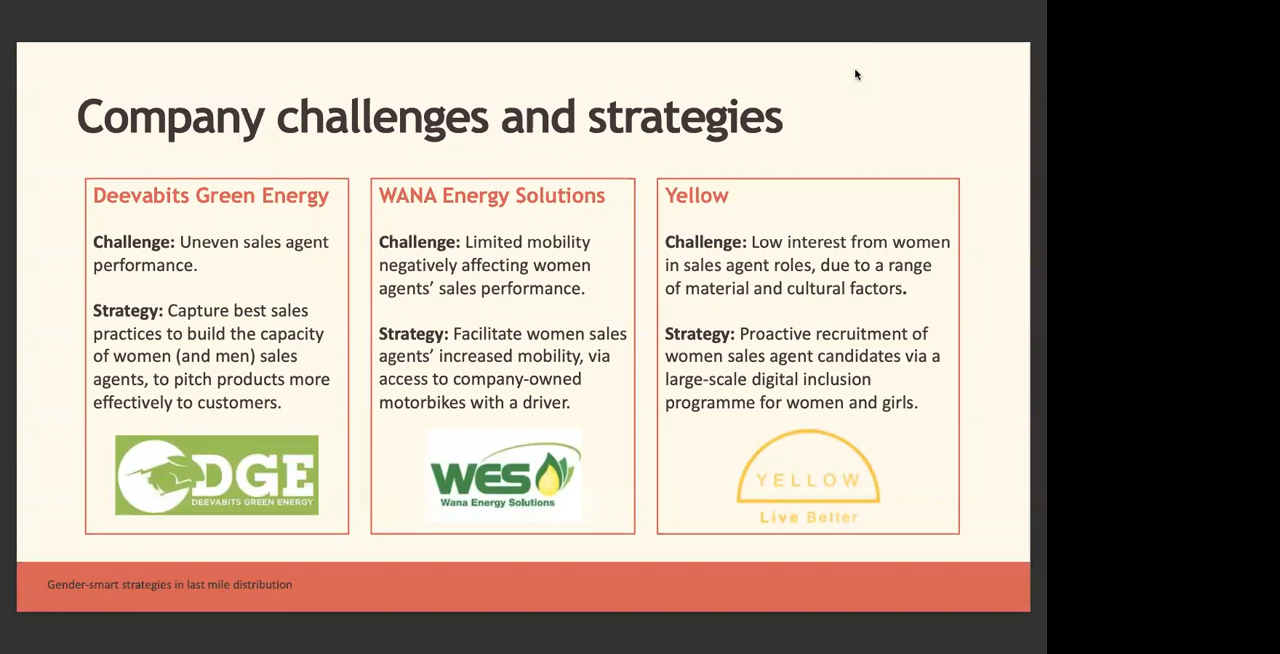 Company challenges and strategies
Deevabits Green Energy
Challenge: Uneven sales agent
performance.
Strategy: Capture best sales
practices to build the capacity
of women (and men) sales
agents, to pitch products more
effectively to customers.
DGE
DEEVABITS GREEN ENERGY
WANA Energy Solutions
Challenge: Limited mobility
negatively affecting women
agents’ sales performance.
Strategy: Facilitate women sales
agents’ increased mobility, via
access to company-owned
motorbikes with a driver.
WES
Wana Energy Solutions
Yellow
Challenge: Low interest from women
in sales agent roles, due to a range
of material and cultural factors.
Strategy: Proactive recruitment of
women sales agent candidates via a
large-scale digital inclusion
programme for women and girls.
YELLOW
Live Better
Gender-smart strategies in last mile distribution